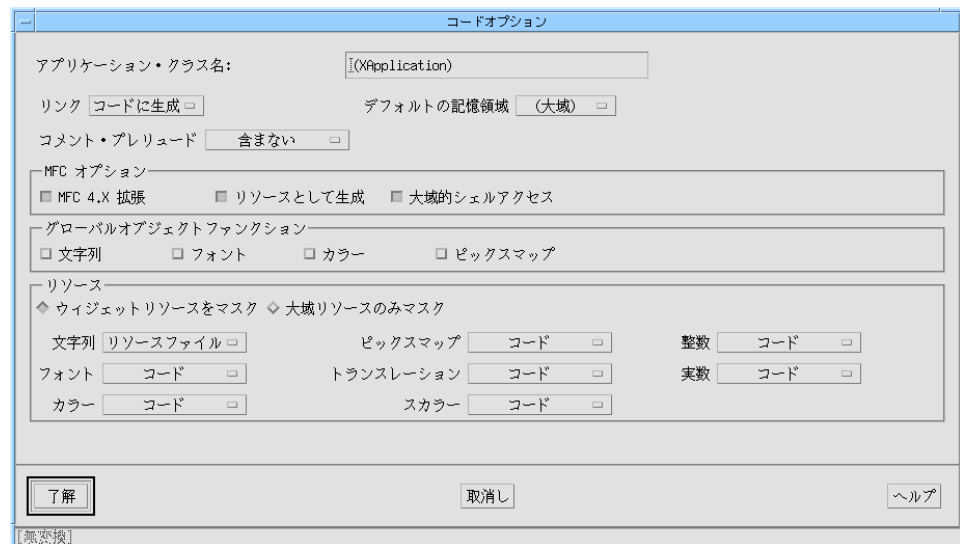 コードオプション
アプリケーション・クラス名: (XApplication)
リンク コードに生成 デフォルトの記憶領域 (大域)
コメント・プレリュード 含まない
MFC オプション
MFC 4.X 拡張 リソースとして生成 大域的シェルアクセス
グローバルオブジェクトファンクション
文字列 フォント カラー ピックスマップ
リソース
ウィジェットリソースをマスク 大域リソースのみマスク
文字列 リソースファイル ピックスマップ コード 整数 コード
フォント コード トランスレーション コード 実数 コード
カラー コード スカラー コード
了解 取消し ヘルプ
[無変換]